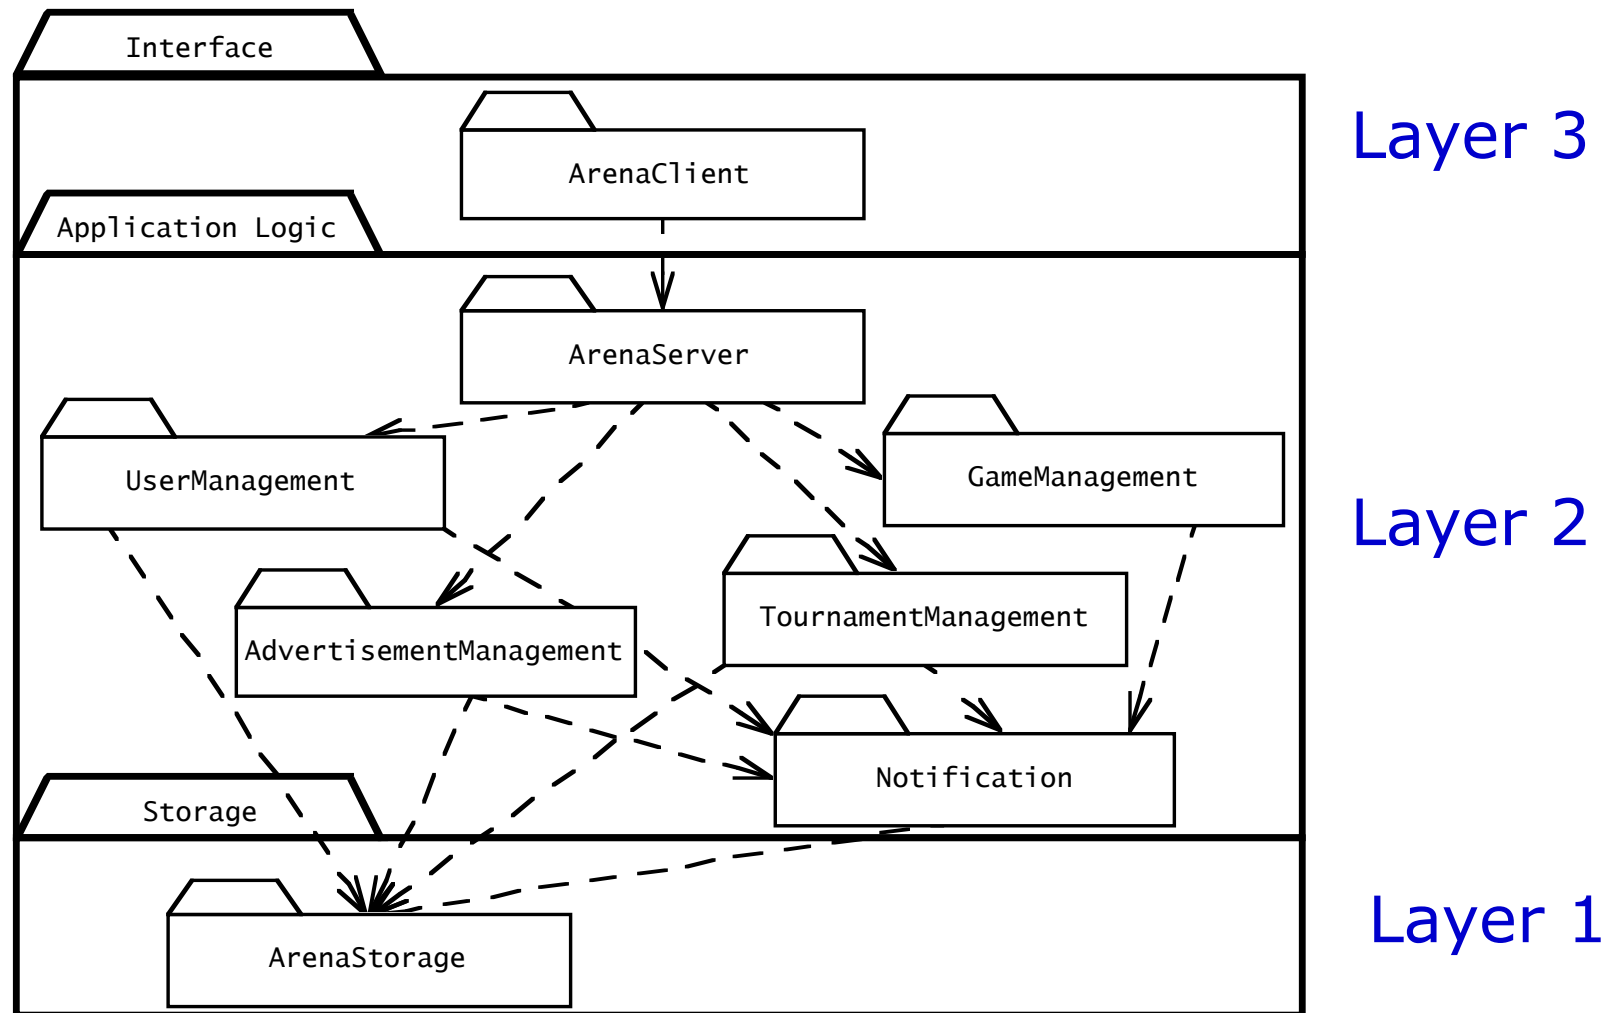 Interface
Layer 3
ArenaClient
Application Logic
ArenaServer
UserManagement
GameManagement
Layer 2
TournamentManagement
AdvertisementManagement
Notification
Storage
Layer 1
ArenaStorage